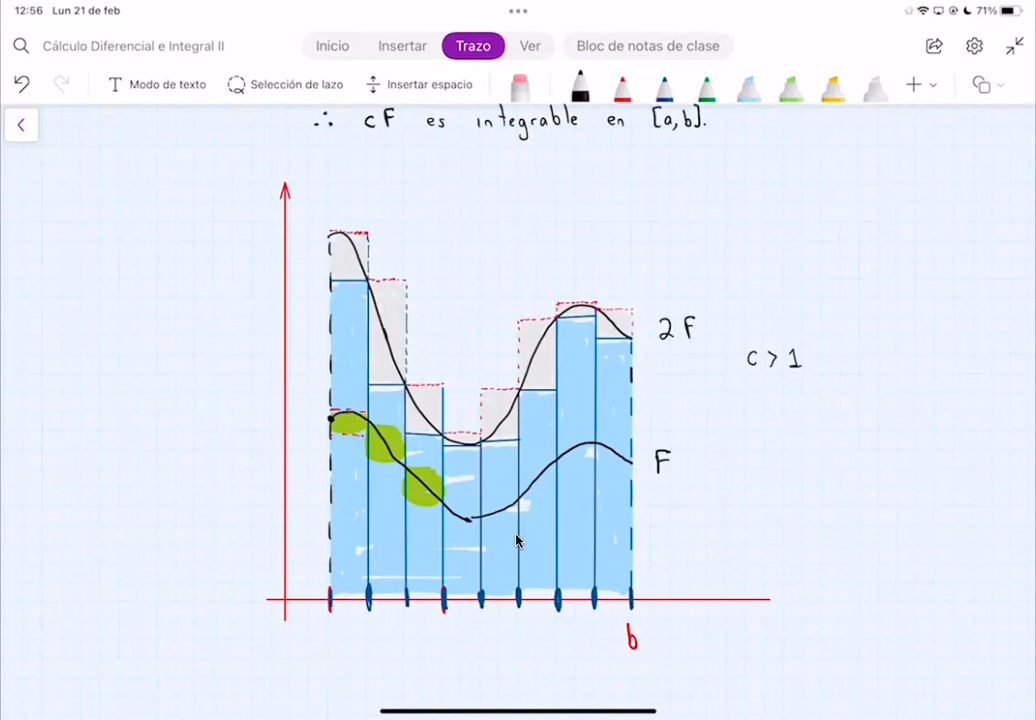 12:56 Lun 21 de feb
71%
Cálculo Diferencial e Integral II
Inicio
Insertar
Trazo
Ver
Bloc de notas de clase
Modo de texto
Selección de lazo
Insertar espacio
∴ cF es integrable en [a,b].
2F
c > 1
F
b